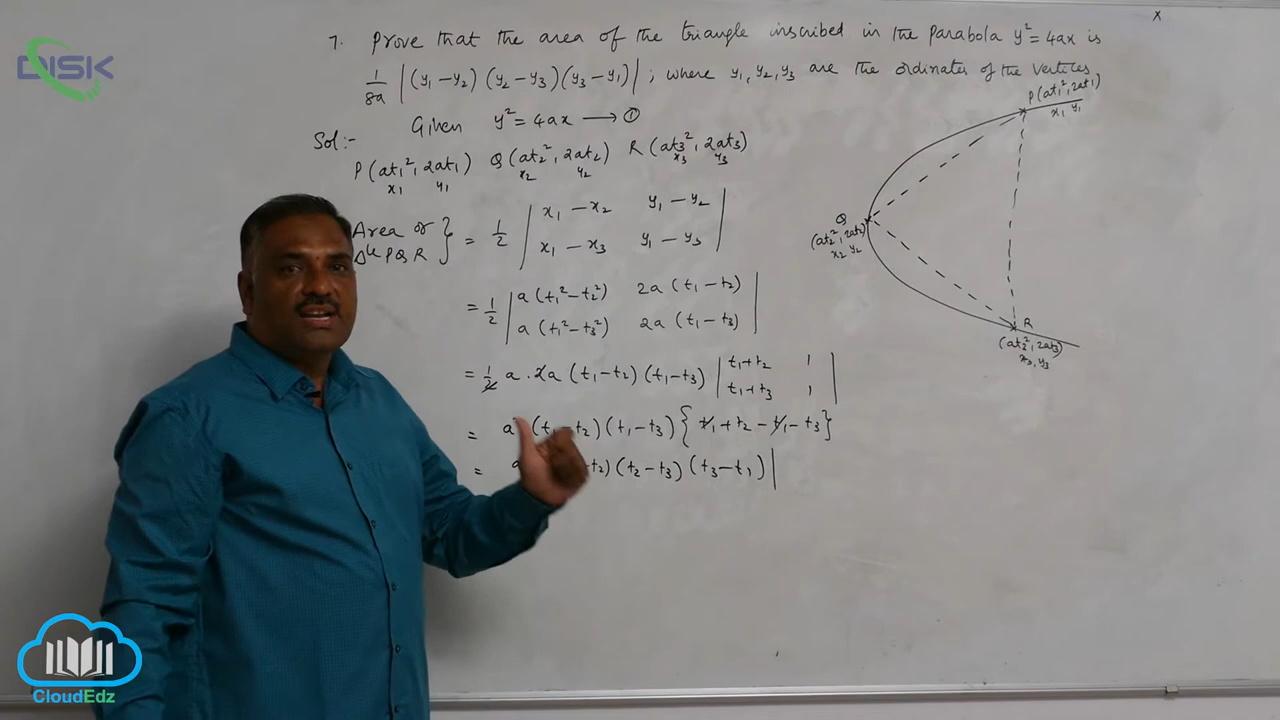 DISK
x
7. Prove that the area of the triangle inscribed in the parabola y² = 4ax is
1/8a |(y₁ – y₂) (y₂ – y₃)(y₃ – y₁)| ; where y₁, y₂, y₃ are the ordinates of the vertices
Sol:- Given y² = 4ax ⟶ ①
P(at₁², 2at₁) Q(at₂², 2at₂) R(at₃², 2at₃)
x₁ y₁ x₂ y₂ x₃ y₃
Area of Δle PQR } = 1/2 | x₁ – x₂ y₁ – y₂ |
| x₁ – x₃ y₁ – y₃ |
= 1/2 | a(t₁² – t₂²) 2a(t₁ – t₂) |
| a(t₁² – t₃²) 2a(t₁ – t₃) |
= 1/2 a . 2a (t₁ – t₂)(t₁ – t₃) | t₁ + t₂ 1 |
| t₁ + t₃ 1 |
= (t₁ – t₂)(t₁ – t₃) { t₁ + t₂ – t₁ – t₃ }
= t₂)(t₂ – t₃)(t₃ – t₁)|
P(at₁², 2at₁)
x₁ y₁
Q
(at₂², 2at₂)
x₂ y₂
R
(at₃², 2at₃)
x₃, y₃
CloudEdz